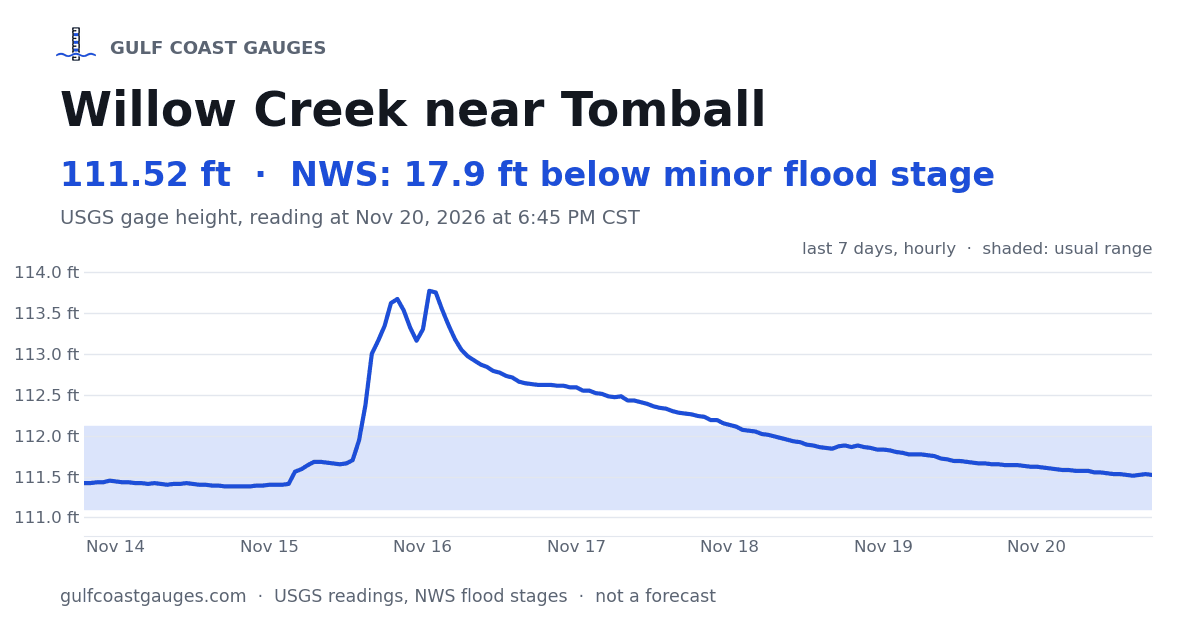 GULF COAST GAUGES
Willow Creek near Tomball
111.52 ft · NWS: 17.9 ft below minor flood stage
USGS gage height, reading at Nov 20, 2026 at 6:45 PM CST
last 7 days, hourly · shaded: usual range
114.0 ft
113.5 ft
113.0 ft
112.5 ft
112.0 ft
111.5 ft
111.0 ft
Nov 14 Nov 15 Nov 16 Nov 17 Nov 18 Nov 19 Nov 20
gulfcoastgauges.com · USGS readings, NWS flood stages · not a forecast